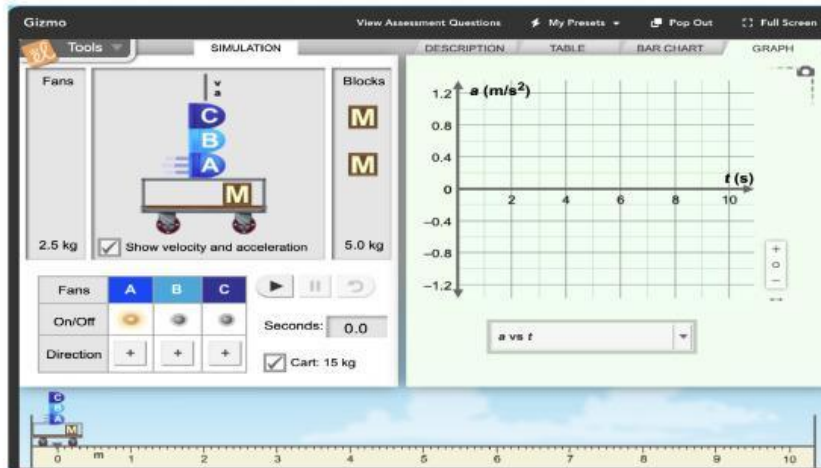 Gizmo
View Assessment Questions
My Presets
Pop Out
Full Screen
Tools
SIMULATION
DESCRIPTION
TABLE
BAR CHART
GRAPH
Fans
v
a
C
B
A
M
Blocks
M
M
2.5 kg
Show velocity and acceleration
5.0 kg
Fans A B C
On/Off
Direction + + +
Seconds: 0.0
Cart: 15 kg
a (m/s²)
1.2
0.8
0.4
0
-0.4
-0.8
-1.2
t (s)
2 4 6 8 10
+
o
-
a vs t
C
B
A
M
0 m 1 2 3 4 5 6 7 8 9 10